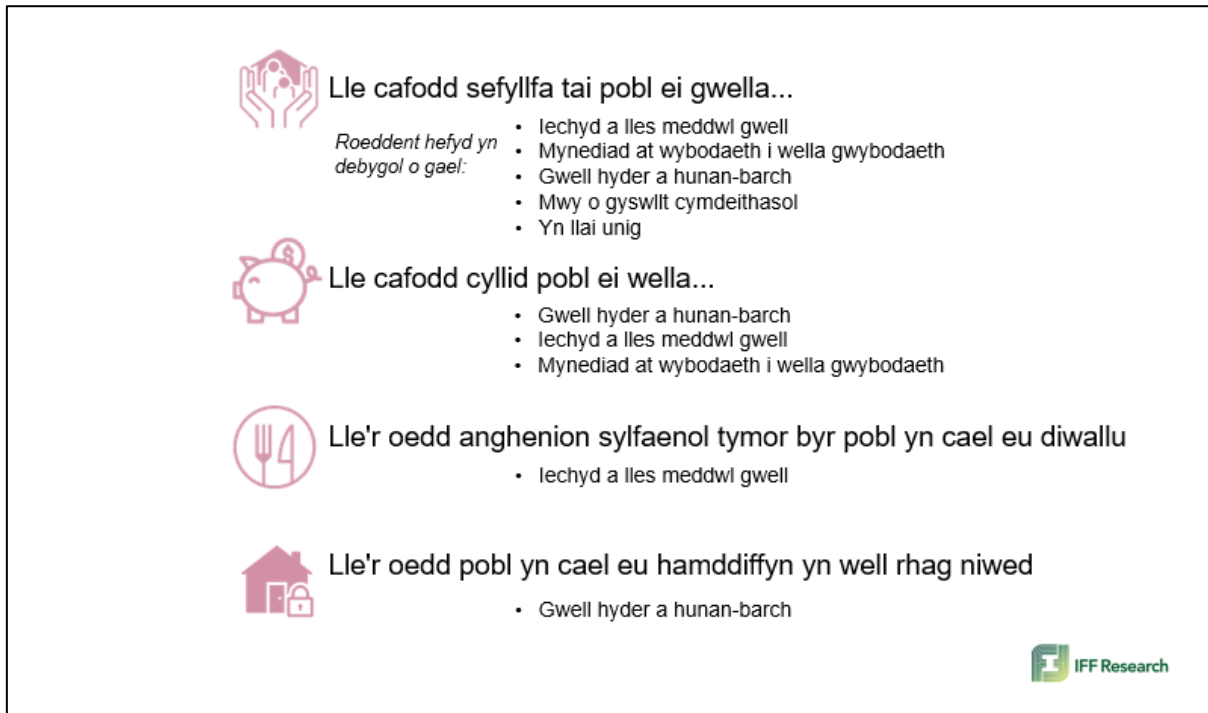 Lle cafodd sefyllfa tai pobl ei gwella...
Roeddent hefyd yn
debygol o gael:
• Iechyd a lles meddwl gwell
• Mynediad at wybodaeth i wella gwybodaeth
• Gwell hyder a hunan-barch
• Mwy o gyswllt cymdeithasol
• Yn llai unig
$
Lle cafodd cyllid pobl ei wella...
• Gwell hyder a hunan-barch
• Iechyd a lles meddwl gwell
• Mynediad at wybodaeth i wella gwybodaeth
Lle'r oedd anghenion sylfaenol tymor byr pobl yn cael eu diwallu
• Iechyd a lles meddwl gwell
Lle'r oedd pobl yn cael eu hamddiffyn yn well rhag niwed
• Gwell hyder a hunan-barch
IFF Research